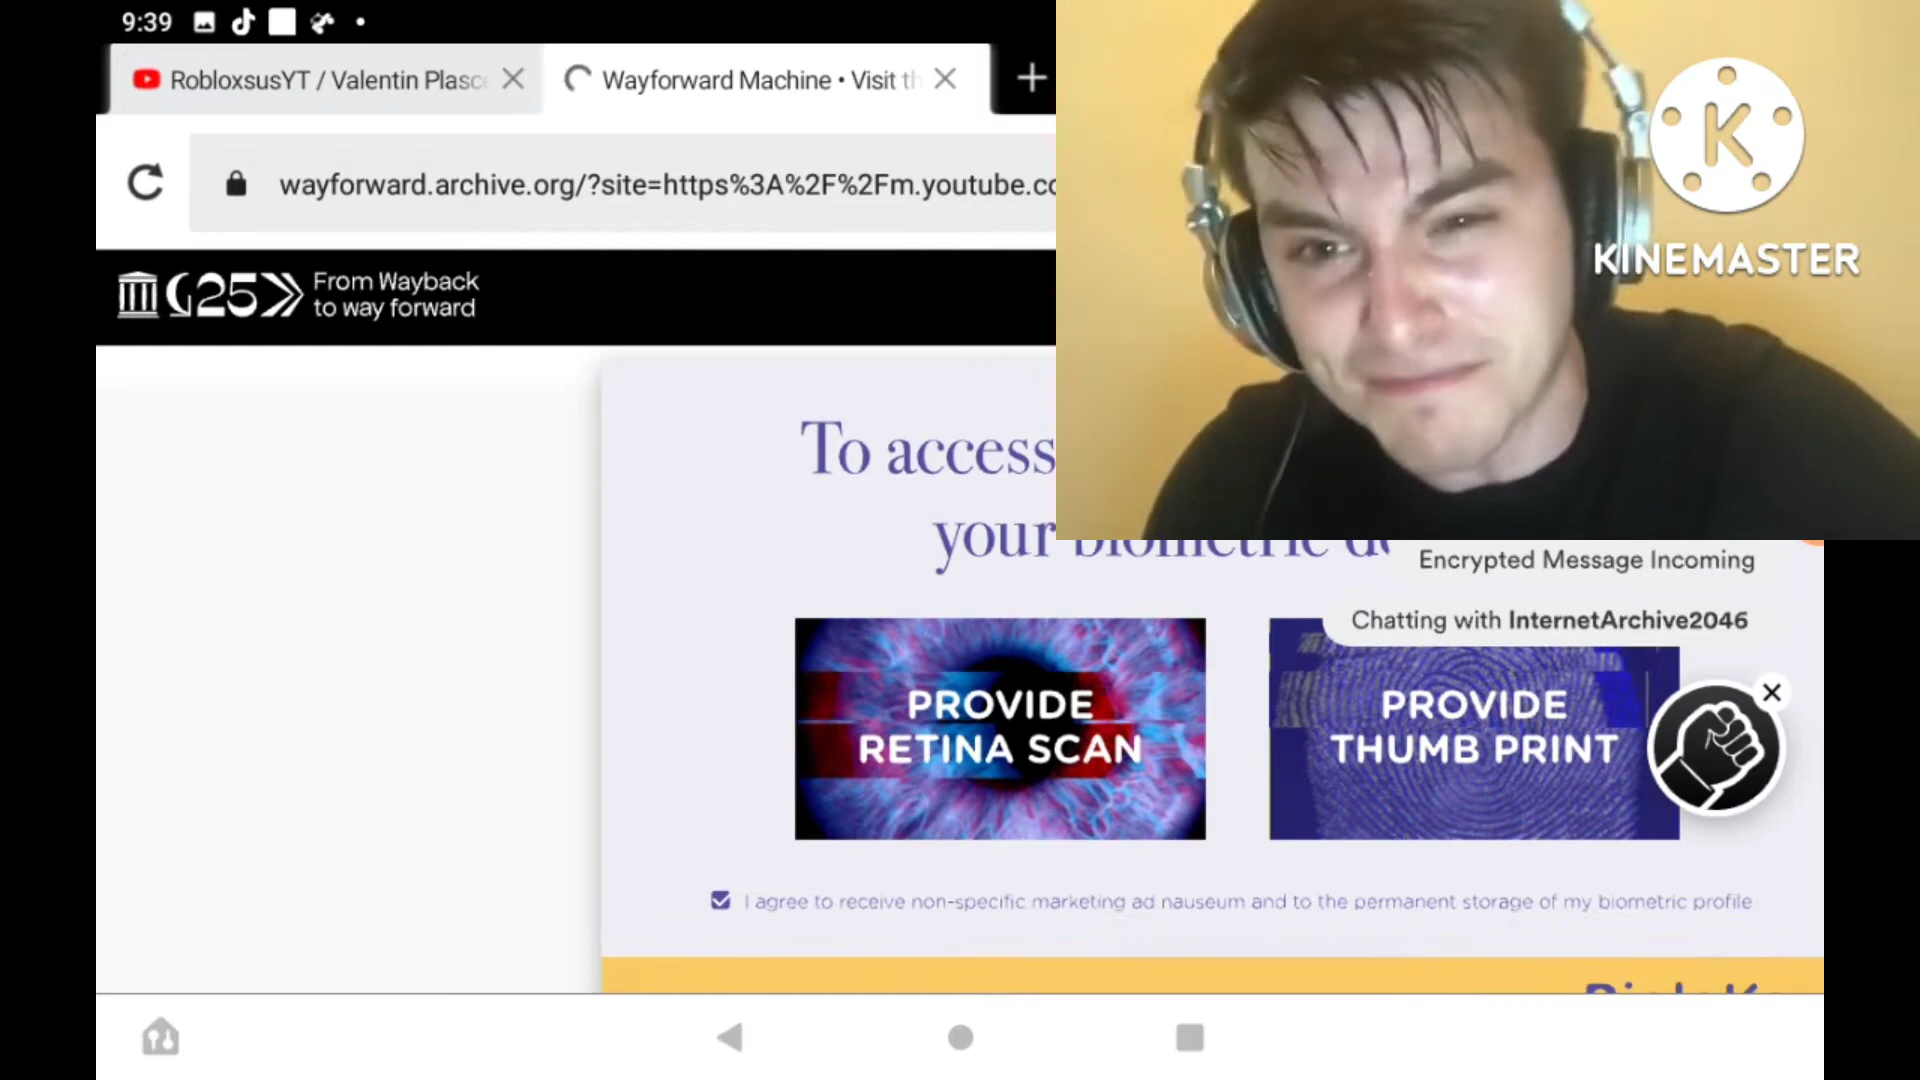 9:39
RobloxsusYT / Valentin Plasc
Wayforward Machine • Visit th
wayforward.archive.org/?site=https%3A%2F%2Fm.youtube.co
K
KINEMASTER
25
From Wayback
to way forward
To access
your biometric d
Encrypted Message Incoming
Chatting with InternetArchive2046
PROVIDE
RETINA SCAN
PROVIDE
THUMB PRINT
I agree to receive non-specific marketing ad nauseum and to the permanent storage of my biometric profile